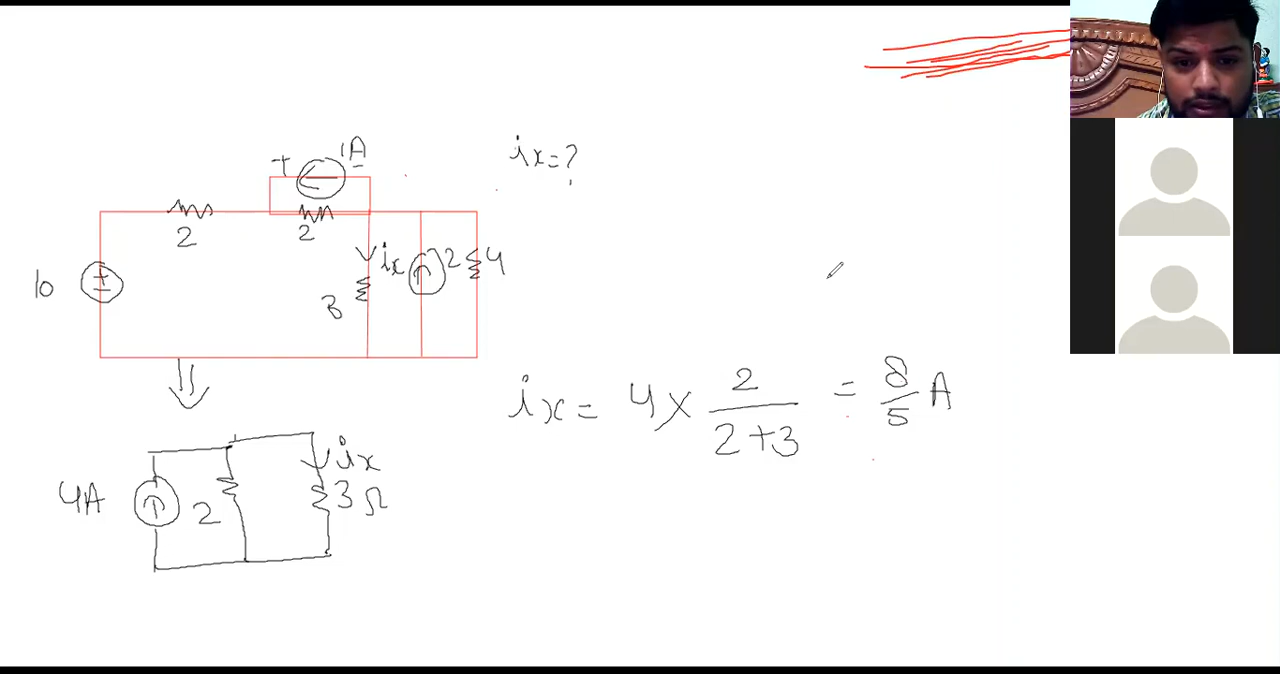 1A
+
ix=?
2
2
ix
2
4
10
±
3
ix = 4 × 2/(2+3) = 8/5 A
ix
4A
2
3 Ω